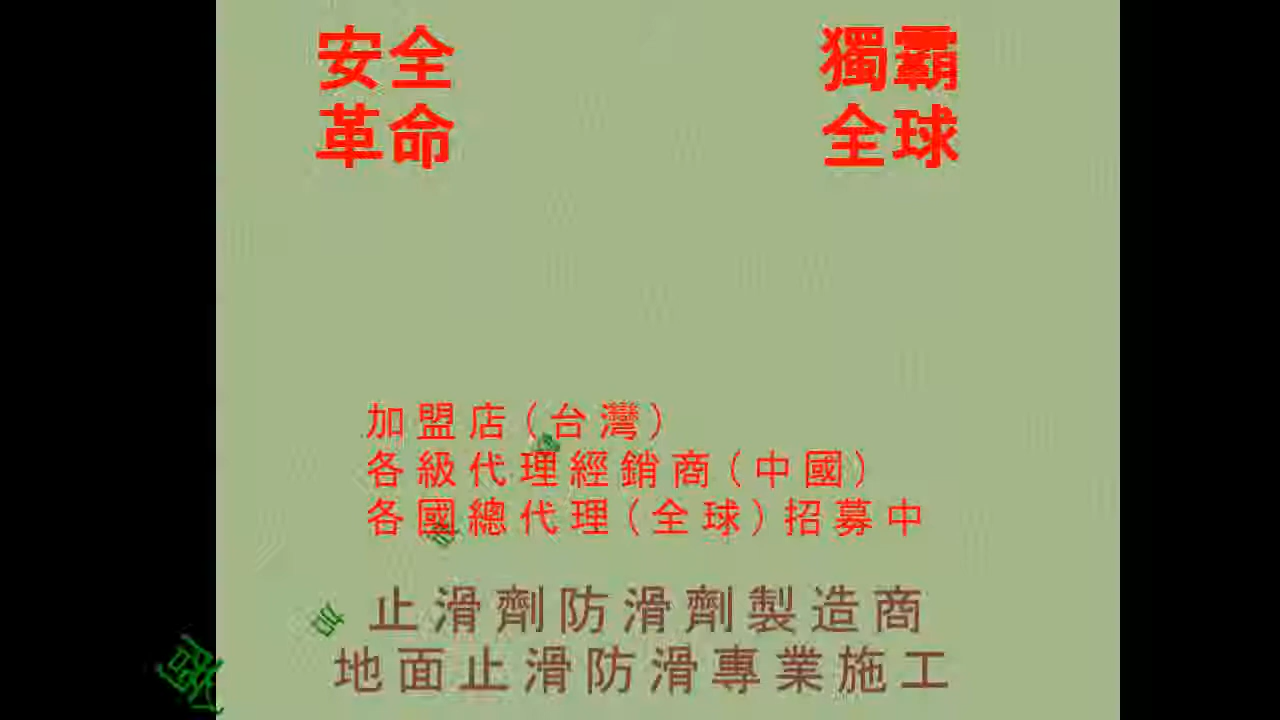 安全
革命
獨霸
全球
加盟店(台灣)
各級代理經銷商(中國)
各國總代理(全球)招募中
止滑劑防滑劑製造商
地面止滑防滑專業施工